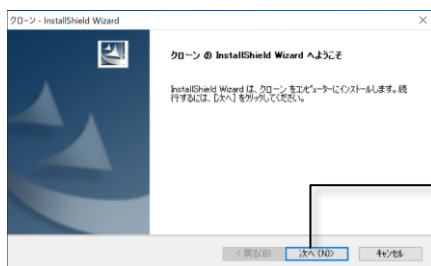 クローン - InstallShield Wizard
クローン の InstallShield Wizard へようこそ
InstallShield Wizard は、クローン をコンピューターにインストールします。続
行するには、[次へ] をクリックしてください。
< 戻る(B)
次へ (N)>
キャンセル